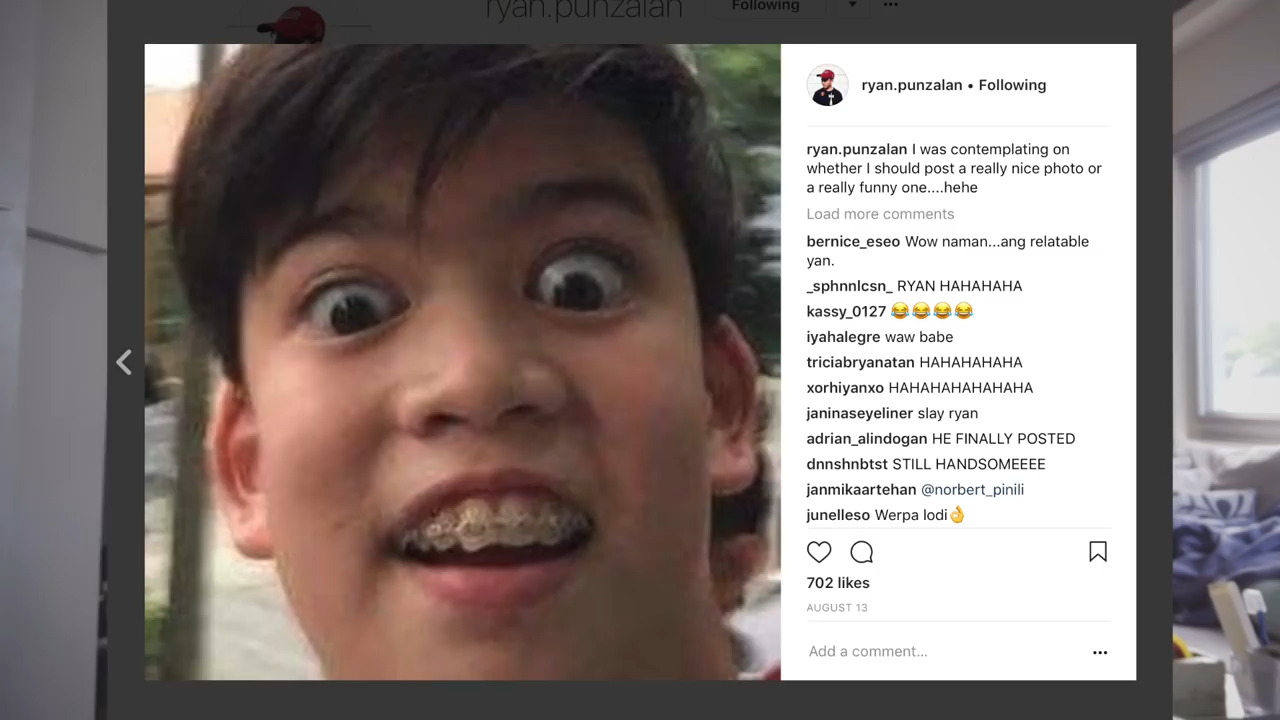 ryan.punzalan Following
ryan.punzalan • Following
ryan.punzalan I was contemplating on
whether I should post a really nice photo or
a really funny one....hehe
Load more comments
bernice_eseo Wow naman...ang relatable
yan.
_sphnnlcsn_ RYAN HAHAHAHA
kassy_0127 😂😂😂😂
iyahalegre waw babe
triciabryanatan HAHAHAHAHA
xorhiyanxo HAHAHAHAHAHAHA
janinaseyeliner slay ryan
adrian_alindogan HE FINALLY POSTED
dnnshnbtst STILL HANDSOMEEEE
janmikaartehan @norbert_pinili
junelleso Werpa lodi👌
702 likes
AUGUST 13
Add a comment...